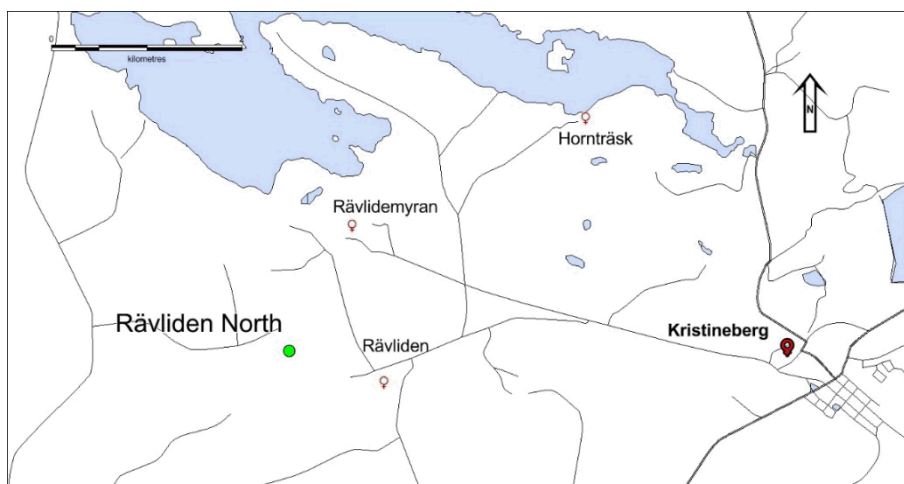 0 2
kilometres
N
Hornträsk
Rävlidemyran
Rävliden North
Rävliden
Kristineberg